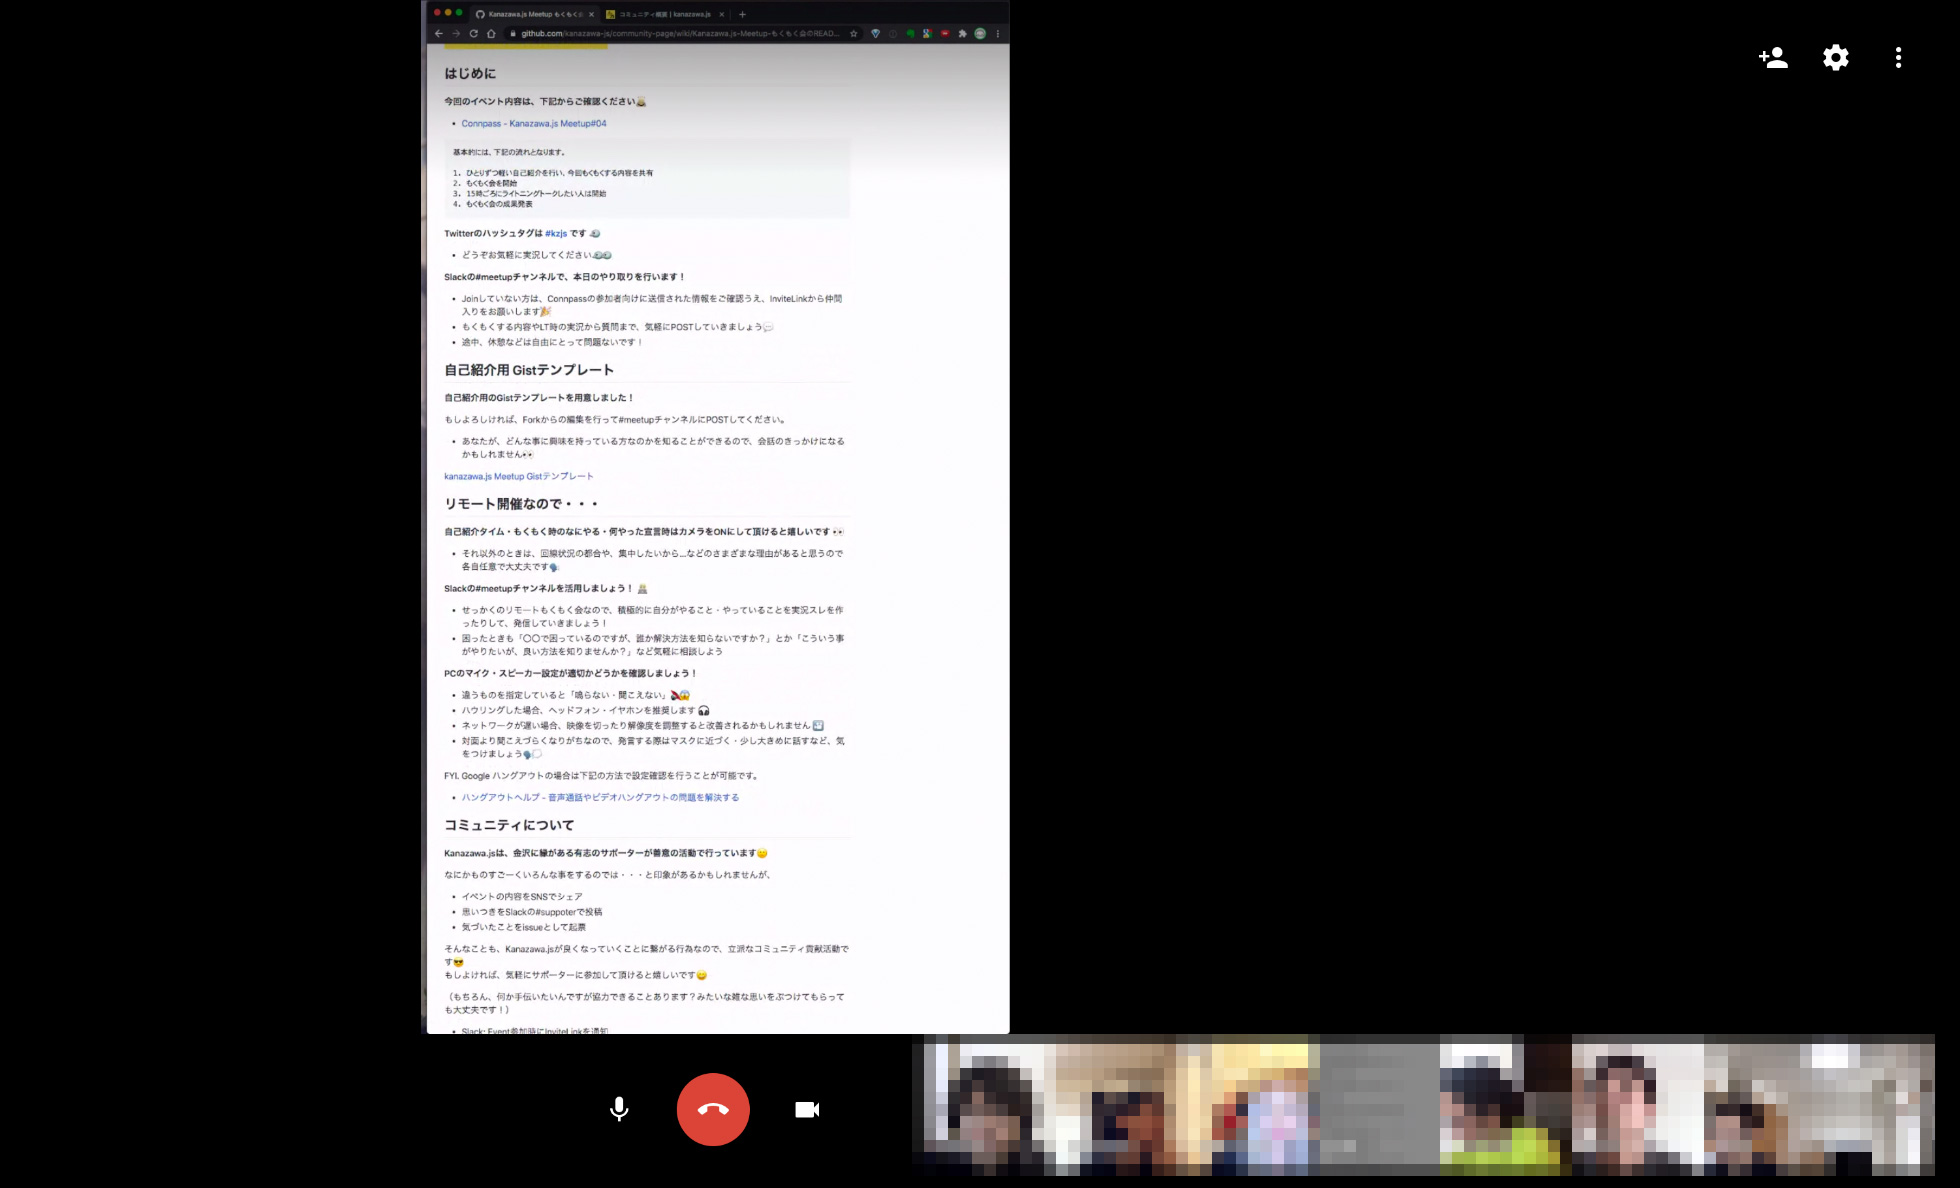 Kanazawa.js Meetup もくもく会
コミュニティ概要 | kanazawa.js
github.com/kanazawa-js/community-page/wiki/Kanazawa.js-Meetup-もくもく会のREAD...
はじめに
今回のイベント内容は、下記からご確認ください
• Connpass - Kanazawa.js Meetup#04
基本的には、下記の流れとなります。
1. ひとりずつ軽い自己紹介を行い、今回もくもくする内容を共有
2. もくもく会を開始
3. 15時ごろにライトニングトークしたい人は開始
4. もくもく会の成果発表
Twitterのハッシュタグは #kzjs です
• どうぞお気軽に実況してください
Slackの#meetupチャンネルで、本日のやり取りを行います！
• Joinしていない方は、Connpassの参加者向けに送信された情報をご確認うえ、InviteLinkから仲間
入りをお願いします🎉
• もくもくする内容やLT時の実況から質問まで、気軽にPOSTしていきましょう💬
• 途中、休憩などは自由にとって問題ないです！
自己紹介用 Gistテンプレート
自己紹介用のGistテンプレートを用意しました！
もしよろしければ、Forkからの編集を行って#meetupチャンネルにPOSTしてください。
• あなたが、どんな事に興味を持っている方なのかを知ることができるので、会話のきっかけになる
かもしれません👀
kanazawa.js Meetup Gistテンプレート
リモート開催なので・・・
自己紹介タイム・もくもく時のなにやる・何やった宣言時はカメラをONにして頂けると嬉しいです 👀
• それ以外のときは、回線状況の都合や、集中したいから...などのさまざまな理由があると思うので
各自任意で大丈夫です🗣
Slackの#meetupチャンネルを活用しましょう！
• せっかくのリモートもくもく会なので、積極的に自分がやること・やっていることを実況スレを作
ったりして、発信していきましょう！
• 困ったときも「〇〇で困っているのですが、誰か解決方法を知らないですか？」とか「こういう事
がやりたいが、良い方法を知りませんか？」など気軽に相談しよう
PCのマイク・スピーカー設定が適切かどうかを確認しましょう！
• 違うものを指定していると「鳴らない・聞こえない」
• ハウリングした場合、ヘッドフォン・イヤホンを推奨します 🎧
• ネットワークが遅い場合、映像を切ったり解像度を調整すると改善されるかもしれません
• 対面より聞こえづらくなりがちなので、発言する際はマスクに近づく・少し大きめに話すなど、気
をつけましょう🗣💭
FYI. Google ハングアウトの場合は下記の方法で設定確認を行うことが可能です。
• ハングアウトヘルプ - 音声通話やビデオハングアウトの問題を解決する
コミュニティについて
Kanazawa.jsは、金沢に縁がある有志のサポーターが善意の活動で行っています
なにかものすごーくいろんな事をするのでは・・・と印象があるかもしれませんが、
• イベントの内容をSNSでシェア
• 思いつきをSlackの#suppoterで投稿
• 気づいたことをissueとして起票
そんなことも、Kanazawa.jsが良くなっていくことに繋がる行為なので、立派なコミュニティ貢献活動で
す😎
もしよければ、気軽にサポーターに参加して頂けると嬉しいです
（もちろん、何か手伝いたいんですが協力できることあります？みたいな雑な思いをぶつけてもらって
も大丈夫です！）
• Slack: Event参加時にInviteLinkを通知